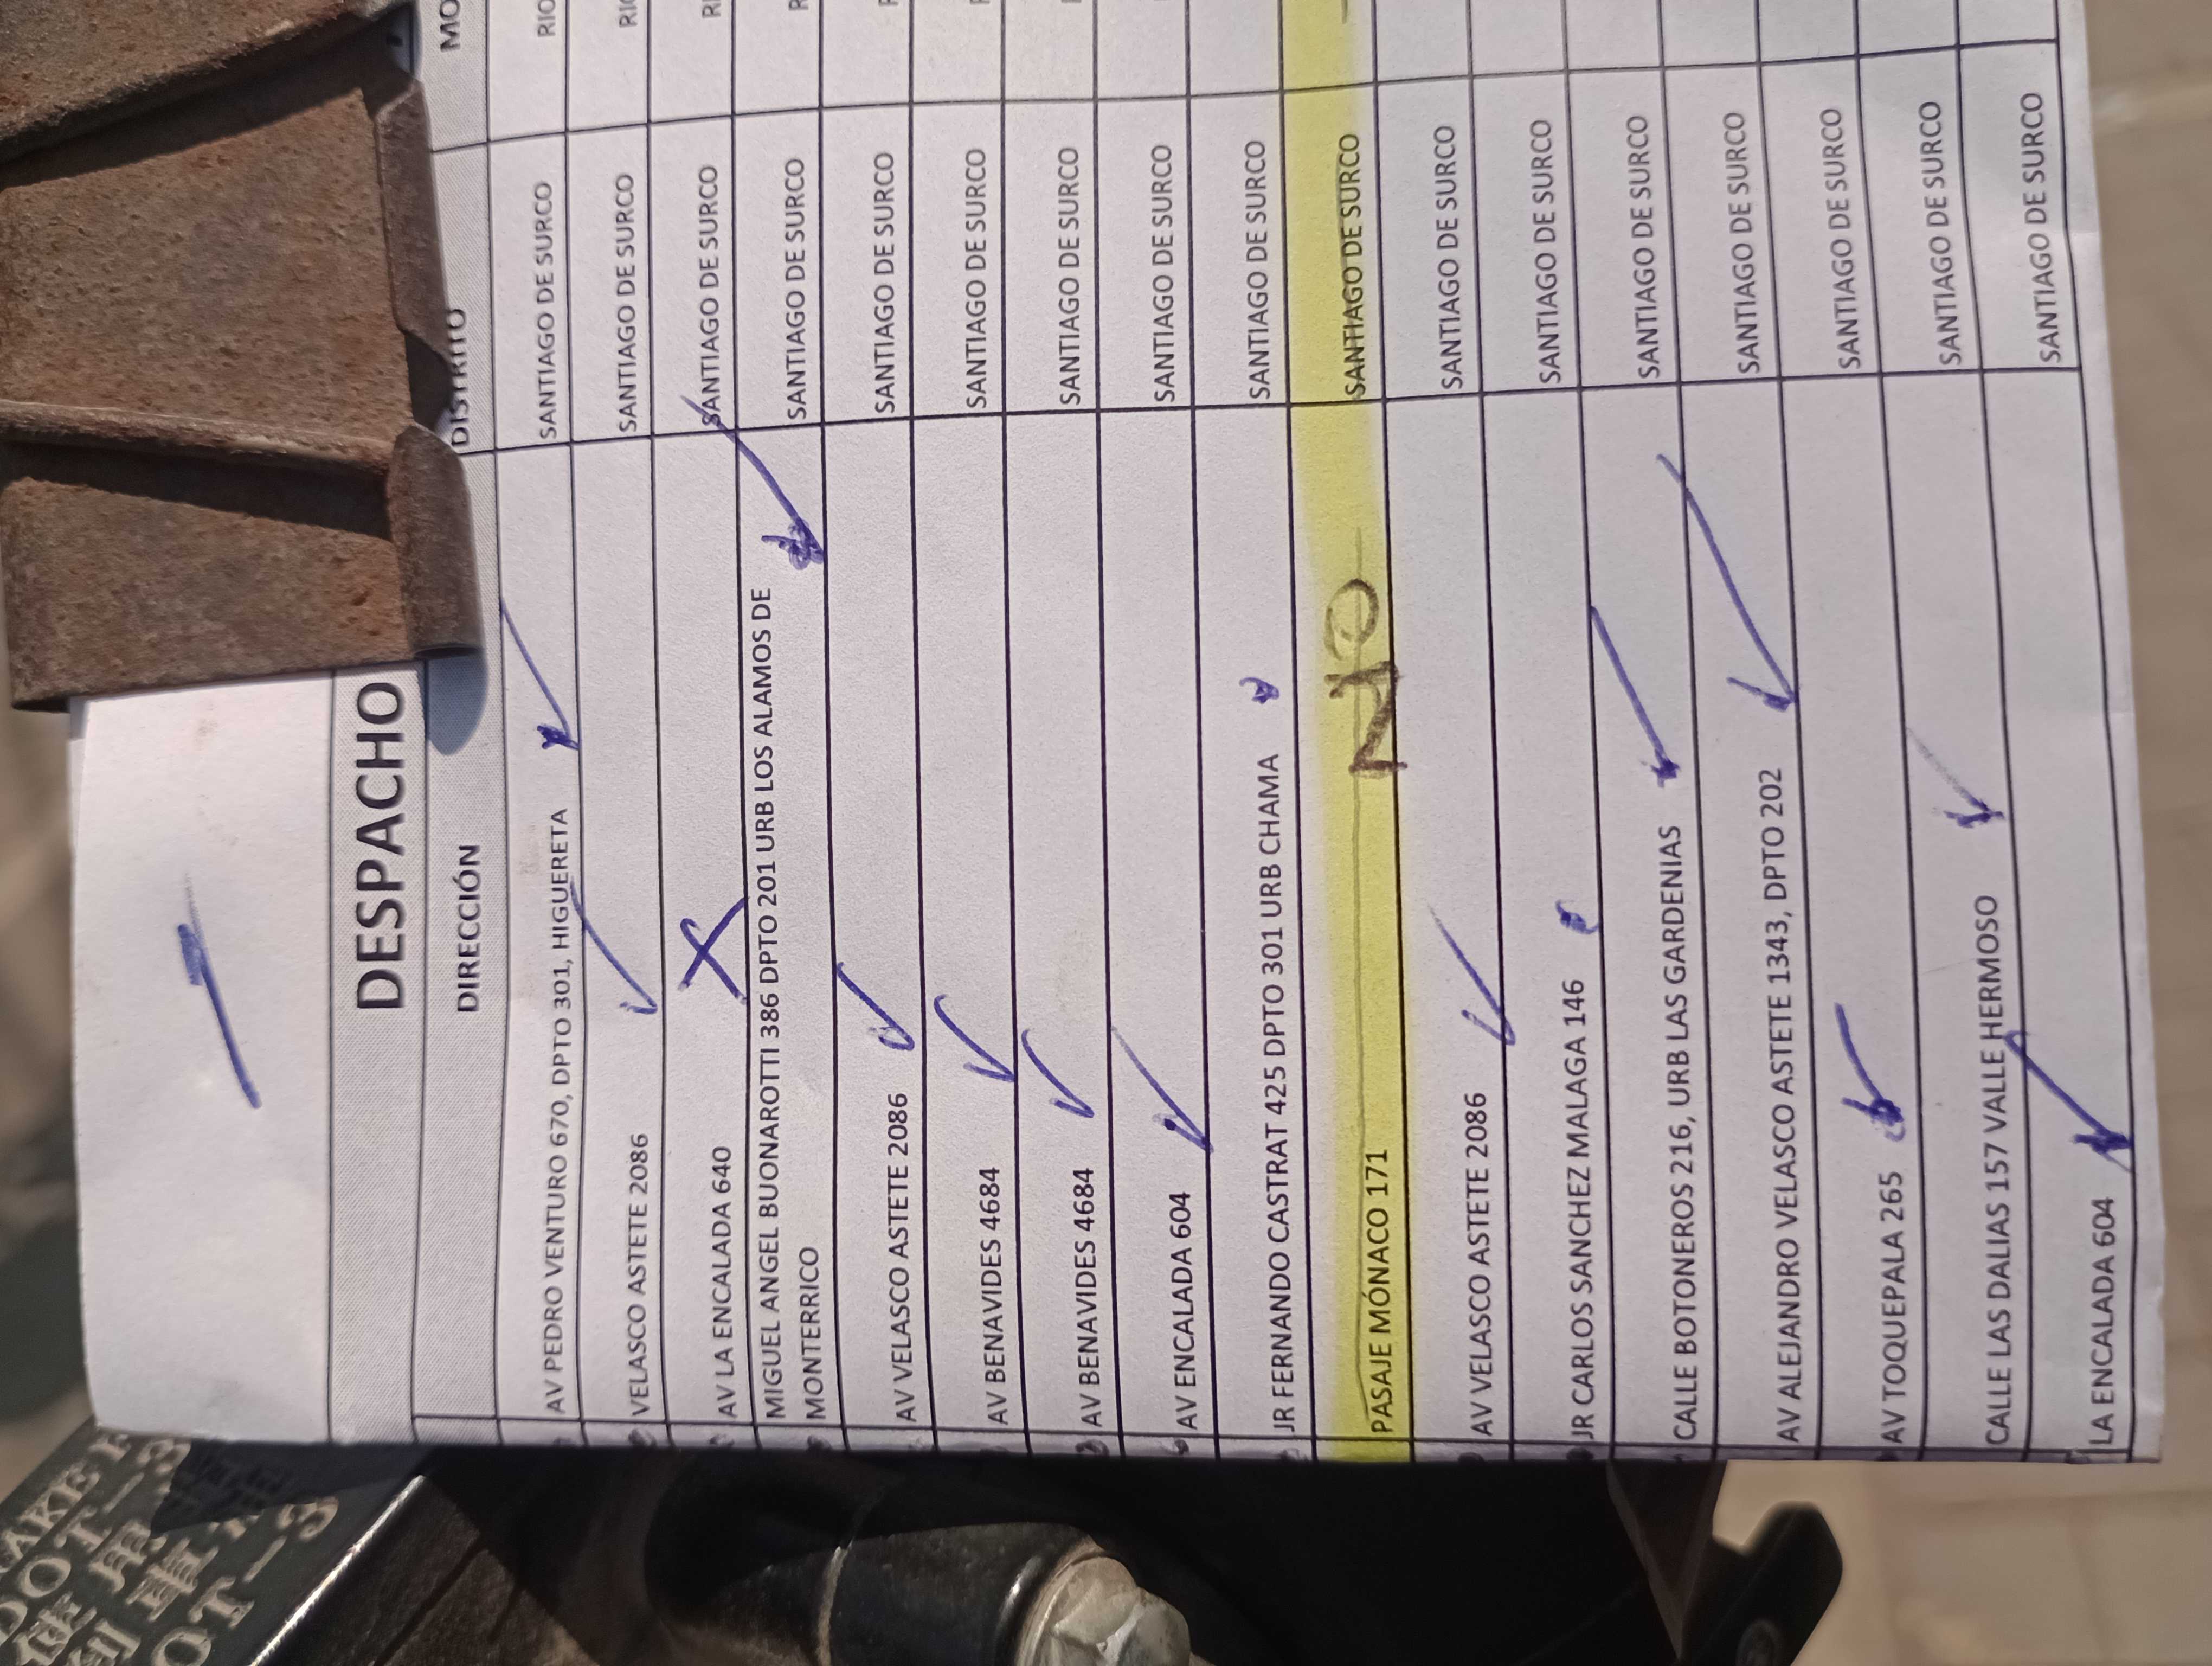 DESPACHO
DIRECCIÓN DISTRITO MO
AV PEDRO VENTURO 670, DPTO 301, HIGUERETA SANTIAGO DE SURCO RIO
VELASCO ASTETE 2086 SANTIAGO DE SURCO
AV LA ENCALADA 640 SANTIAGO DE SURCO
MIGUEL ANGEL BUONAROTTI 386 DPTO 201 URB LOS ALAMOS DE
MONTERRICO SANTIAGO DE SURCO
AV VELASCO ASTETE 2086 SANTIAGO DE SURCO
AV BENAVIDES 4684 SANTIAGO DE SURCO
AV BENAVIDES 4684 SANTIAGO DE SURCO
AV ENCALADA 604 SANTIAGO DE SURCO
JR FERNANDO CASTRAT 425 DPTO 301 URB CHAMA SANTIAGO DE SURCO
PASAJE MÓNACO 171 NO SANTIAGO DE SURCO
AV VELASCO ASTETE 2086 SANTIAGO DE SURCO
JR CARLOS SANCHEZ MALAGA 146 SANTIAGO DE SURCO
CALLE BOTONEROS 216, URB LAS GARDENIAS SANTIAGO DE SURCO
AV ALEJANDRO VELASCO ASTETE 1343, DPTO 202 SANTIAGO DE SURCO
AV TOQUEPALA 265 SANTIAGO DE SURCO
CALLE LAS DALIAS 157 VALLE HERMOSO SANTIAGO DE SURCO
LA ENCALADA 604 SANTIAGO DE SURCO
DOT-3